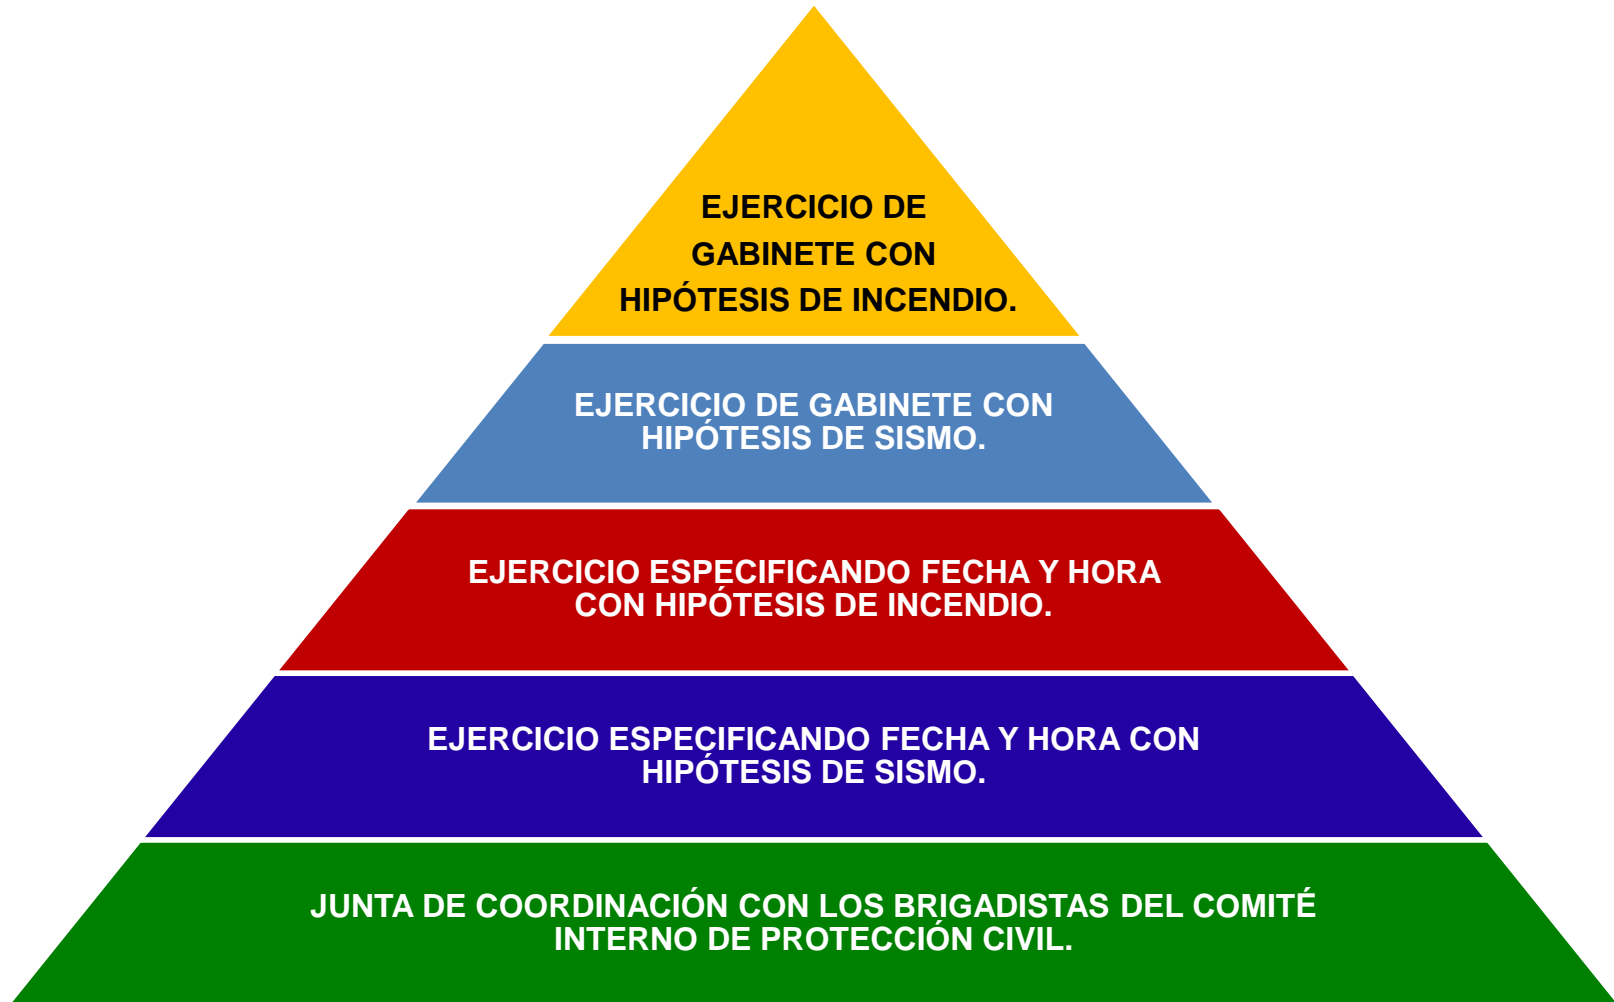 EJERCICIO DE
GABINETE CON
HIPÓTESIS DE INCENDIO.
EJERCICIO DE GABINETE CON
HIPÓTESIS DE SISMO.
EJERCICIO ESPECIFICANDO FECHA Y HORA
CON HIPÓTESIS DE INCENDIO.
EJERCICIO ESPECIFICANDO FECHA Y HORA CON
HIPÓTESIS DE SISMO.
JUNTA DE COORDINACIÓN CON LOS BRIGADISTAS DEL COMITÉ
INTERNO DE PROTECCIÓN CIVIL.